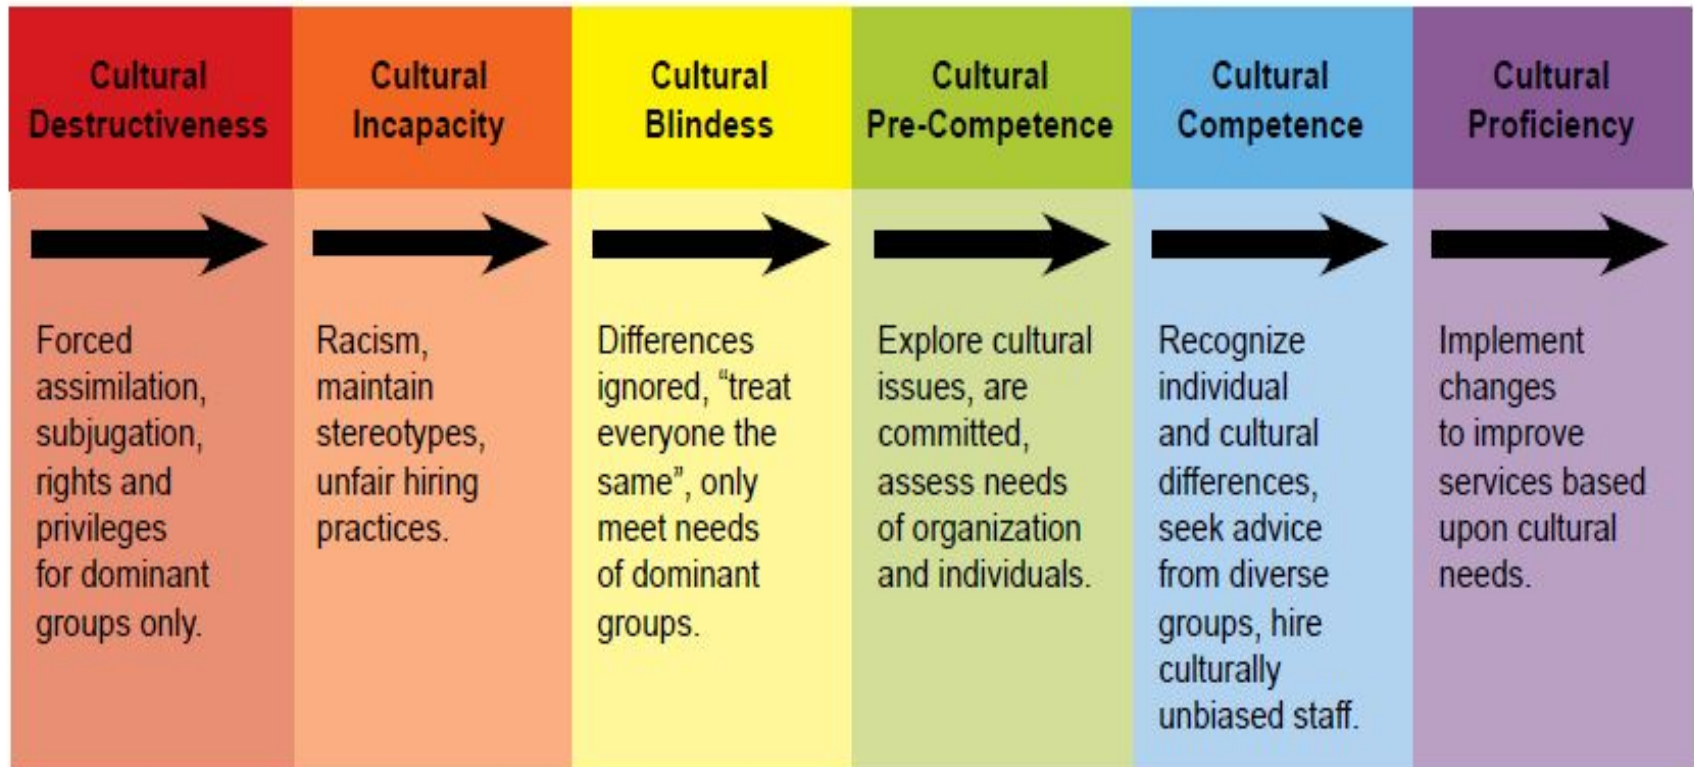 Cultural
Destructiveness
Cultural
Incapacity
Cultural
Blindess
Cultural
Pre-Competence
Cultural
Competence
Cultural
Proficiency
Forced
assimilation,
subjugation,
rights and
privileges
for dominant
groups only.
Racism,
maintain
stereotypes,
unfair hiring
practices.
Differences
ignored, “treat
everyone the
same”, only
meet needs
of dominant
groups.
Explore cultural
issues, are
committed,
assess needs
of organization
and individuals.
Recognize
individual
and cultural
differences,
seek advice
from diverse
groups, hire
culturally
unbiased staff.
Implement
changes
to improve
services based
upon cultural
needs.